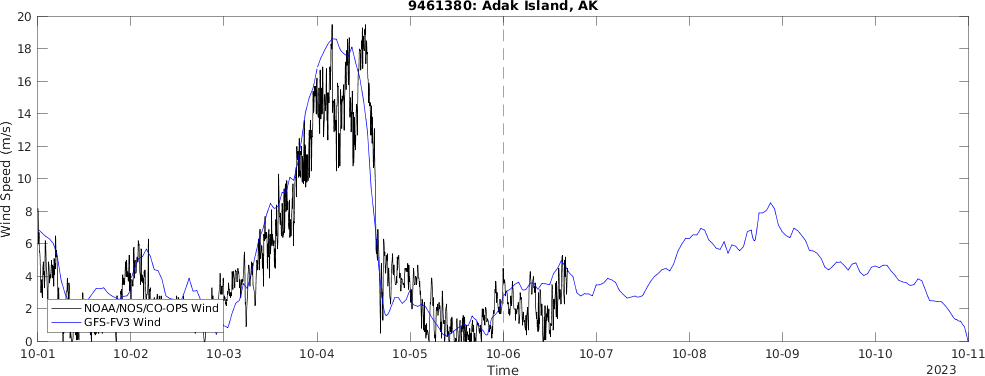 9461380: Adak Island, AK
Wind Speed (m/s)
20
18
16
14
12
10
8
6
4
2
0
NOAA/NOS/CO-OPS Wind
GFS-FV3 Wind
10-01 10-02 10-03 10-04 10-05 10-06 10-07 10-08 10-09 10-10 10-11
Time
2023